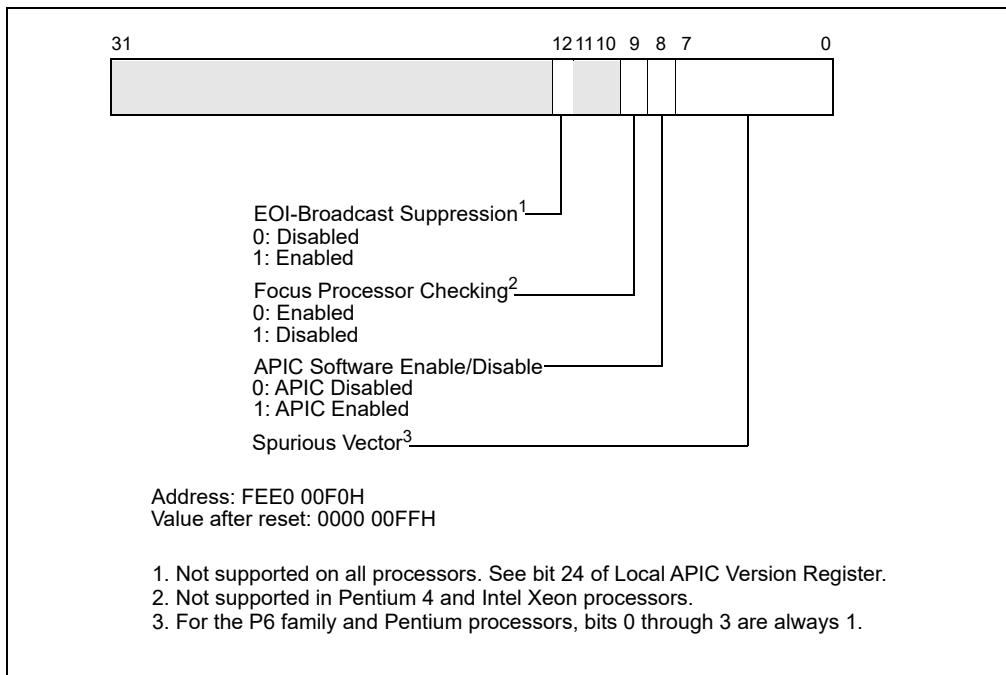 31 12 11 10 9 8 7 0
EOI-Broadcast Suppression1
0: Disabled
1: Enabled
Focus Processor Checking2
0: Enabled
1: Disabled
APIC Software Enable/Disable
0: APIC Disabled
1: APIC Enabled
Spurious Vector3
Address: FEE0 00F0H
Value after reset: 0000 00FFH
1. Not supported on all processors. See bit 24 of Local APIC Version Register.
2. Not supported in Pentium 4 and Intel Xeon processors.
3. For the P6 family and Pentium processors, bits 0 through 3 are always 1.